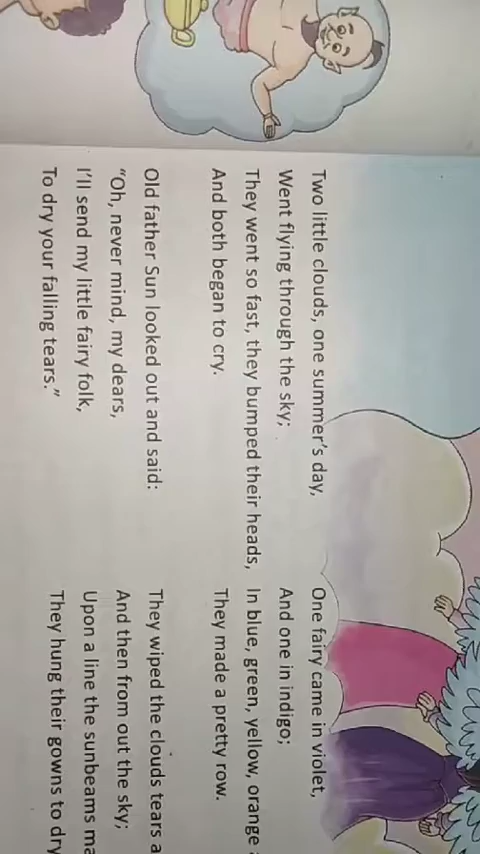 Two little clouds, one summer's day,
Went flying through the sky;
They went so fast, they bumped their heads,
And both began to cry.
Old father Sun looked out and said:
"Oh, never mind, my dears,
I'll send my little fairy folk,
To dry your falling tears."
One fairy came in violet,
And one in indigo;
In blue, green, yellow, orange
They made a pretty row.
They wiped the clouds tears
And then from out the sky;
Upon a line the sunbeams
They hung their gowns to dry